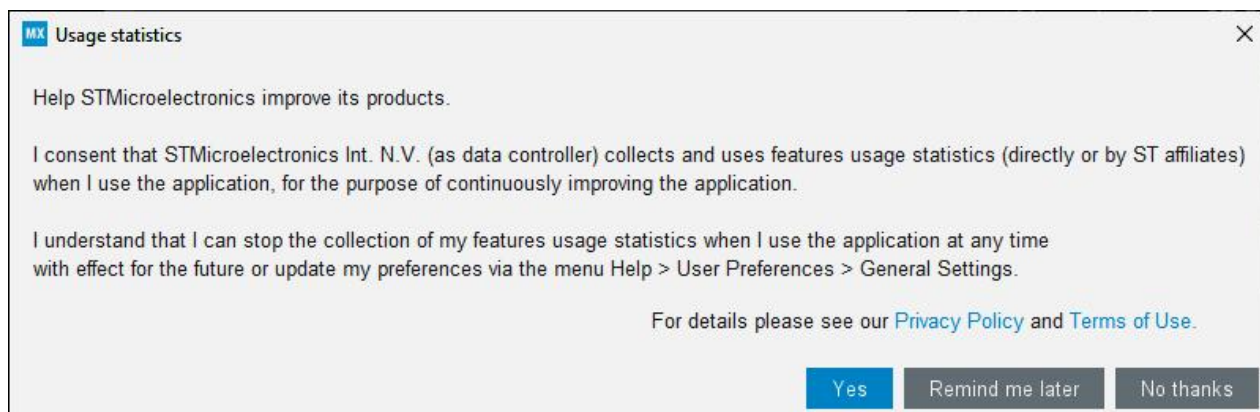 MX Usage statistics
Help STMicroelectronics improve its products.
I consent that STMicroelectronics Int. N.V. (as data controller) collects and uses features usage statistics (directly or by ST affiliates)
when I use the application, for the purpose of continuously improving the application.
I understand that I can stop the collection of my features usage statistics when I use the application at any time
with effect for the future or update my preferences via the menu Help > User Preferences > General Settings.
For details please see our Privacy Policy and Terms of Use.
Yes Remind me later No thanks